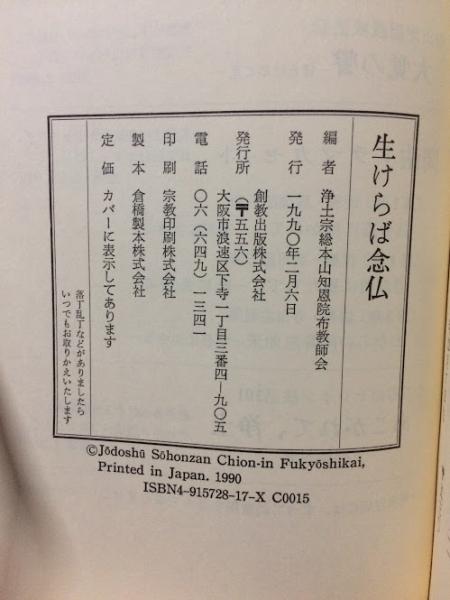 生けらば念仏
編者 浄土宗総本山知恩院布教師会
発行 一九九〇年二月六日
発行所 創教出版株式会社
(〒五五六)
大阪市浪速区下寺一丁目三番四―九〇五
電話 〇六(六四九)一三四一
印刷 宗教印刷株式会社
製本 倉橋製本株式会社
定価 カバーに表示してあります
落丁乱丁などがありましたら
いつでもお取りかえいたします
©Jōdoshū Sōhonzan Chion-in Fukyōshikai,
Printed in Japan. 1990
ISBN4-915728-17-X C0015